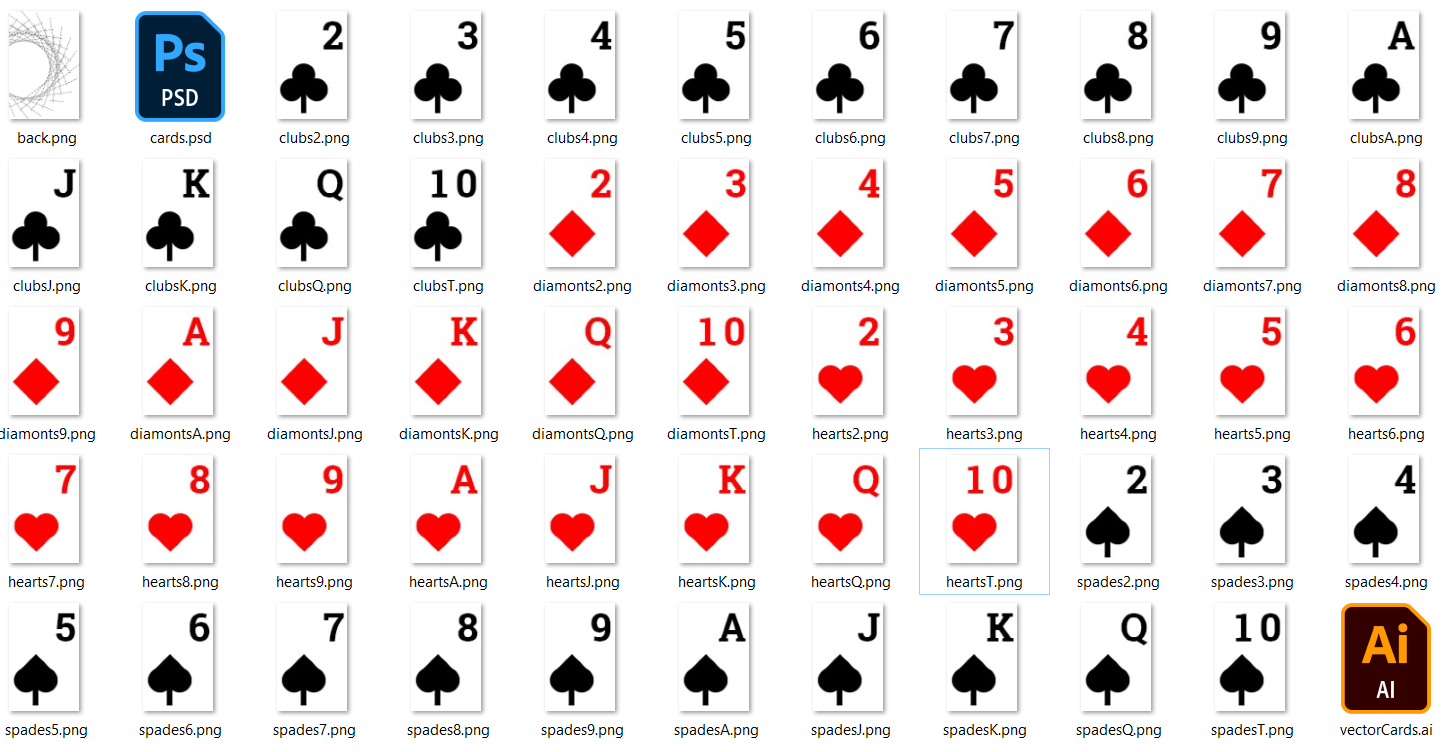 2 3 4 5 6 7 8 9 A
Ps
PSD
back.png cards.psd clubs2.png clubs3.png clubs4.png clubs5.png clubs6.png clubs7.png clubs8.png clubs9.png clubsA.png
J K Q 10 2 3 4 5 6 7 8
clubsJ.png clubsK.png clubsQ.png clubsT.png diamonts2.png diamonts3.png diamonts4.png diamonts5.png diamonts6.png diamonts7.png diamonts8.png
9 A J K Q 10 2 3 4 5 6
diamonts9.png diamontsA.png diamontsJ.png diamontsK.png diamontsQ.png diamontsT.png hearts2.png hearts3.png hearts4.png hearts5.png hearts6.png
7 8 9 A J K Q 10 2 3 4
hearts7.png hearts8.png hearts9.png heartsA.png heartsJ.png heartsK.png heartsQ.png heartsT.png spades2.png spades3.png spades4.png
5 6 7 8 9 A J K Q 10
Ai
AI
spades5.png spades6.png spades7.png spades8.png spades9.png spadesA.png spadesJ.png spadesK.png spadesQ.png spadesT.png vectorCards.ai